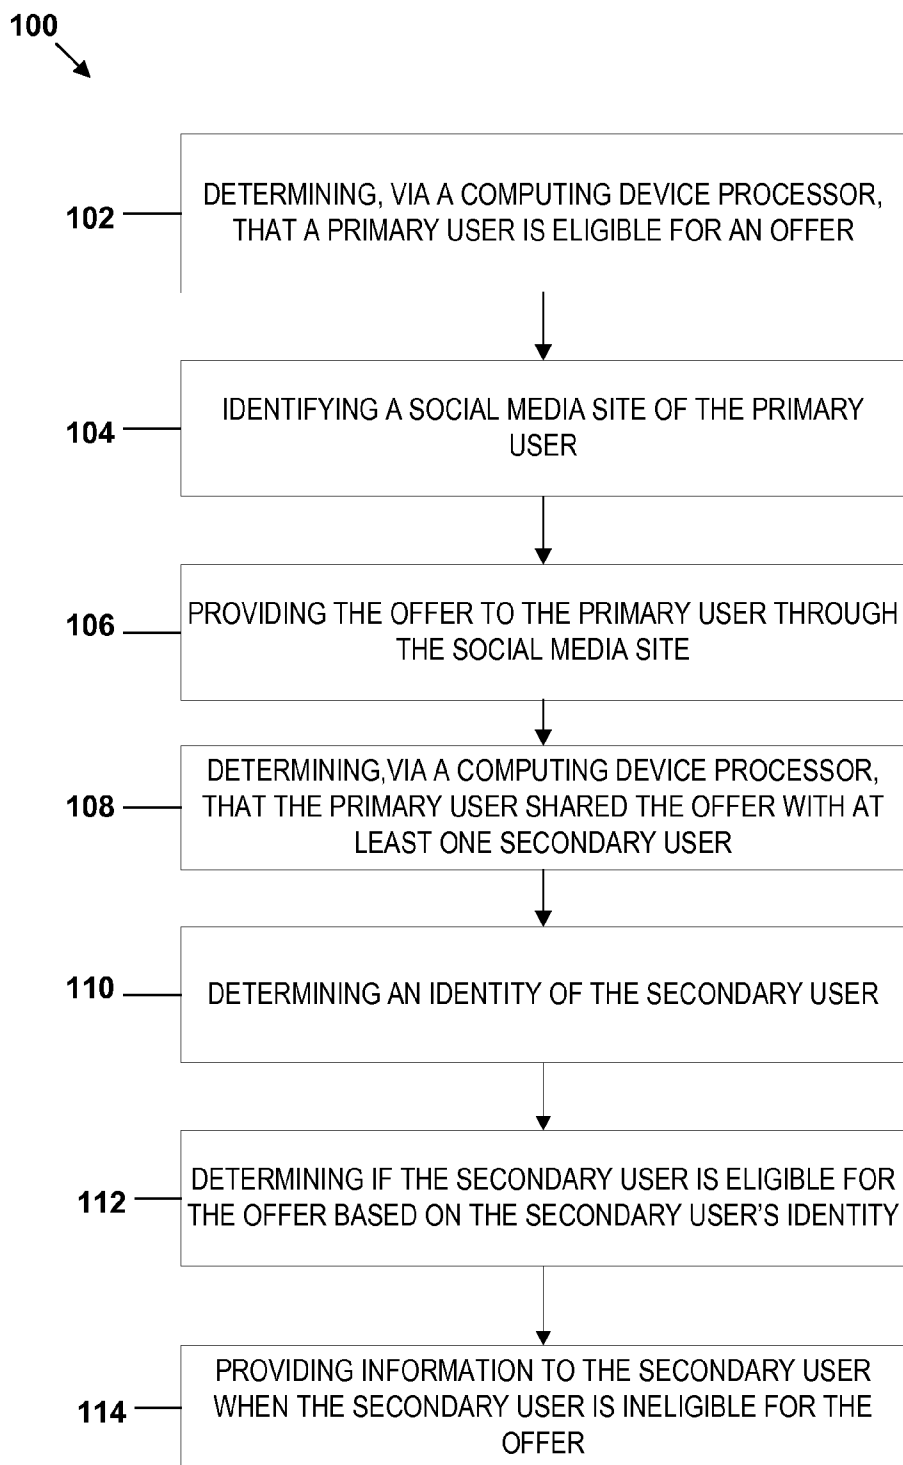 100
102
DETERMINING, VIA A COMPUTING DEVICE PROCESSOR,
THAT A PRIMARY USER IS ELIGIBLE FOR AN OFFER
104
IDENTIFYING A SOCIAL MEDIA SITE OF THE PRIMARY
USER
106
PROVIDING THE OFFER TO THE PRIMARY USER THROUGH
THE SOCIAL MEDIA SITE
108
DETERMINING,VIA A COMPUTING DEVICE PROCESSOR,
THAT THE PRIMARY USER SHARED THE OFFER WITH AT
LEAST ONE SECONDARY USER
110
DETERMINING AN IDENTITY OF THE SECONDARY USER
112
DETERMINING IF THE SECONDARY USER IS ELIGIBLE FOR
THE OFFER BASED ON THE SECONDARY USER'S IDENTITY
114
PROVIDING INFORMATION TO THE SECONDARY USER
WHEN THE SECONDARY USER IS INELIGIBLE FOR THE
OFFER